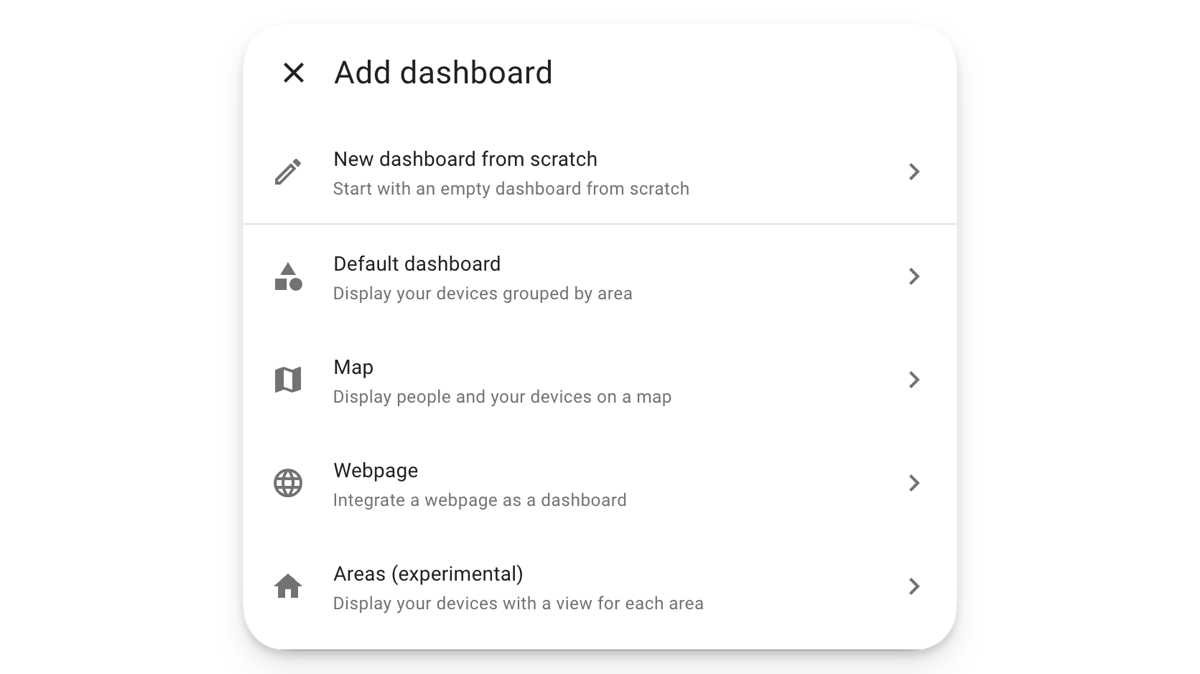 Add dashboard
New dashboard from scratch
Start with an empty dashboard from scratch
Default dashboard
Display your devices grouped by area
Map
Display people and your devices on a map
Webpage
Integrate a webpage as a dashboard
Areas (experimental)
Display your devices with a view for each area